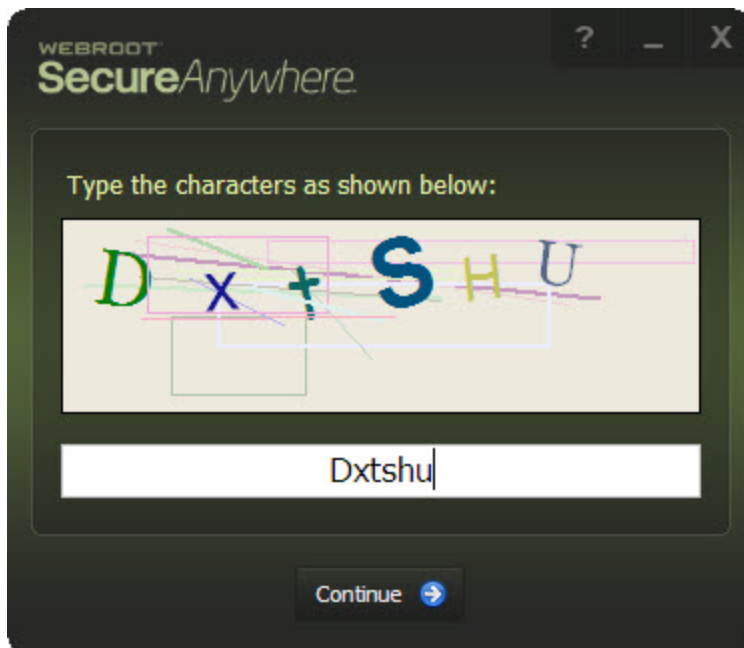 ? _ X
WEBROOT
SecureAnywhere.
Type the characters as shown below:
D x t S H U
Dxtshu
Continue